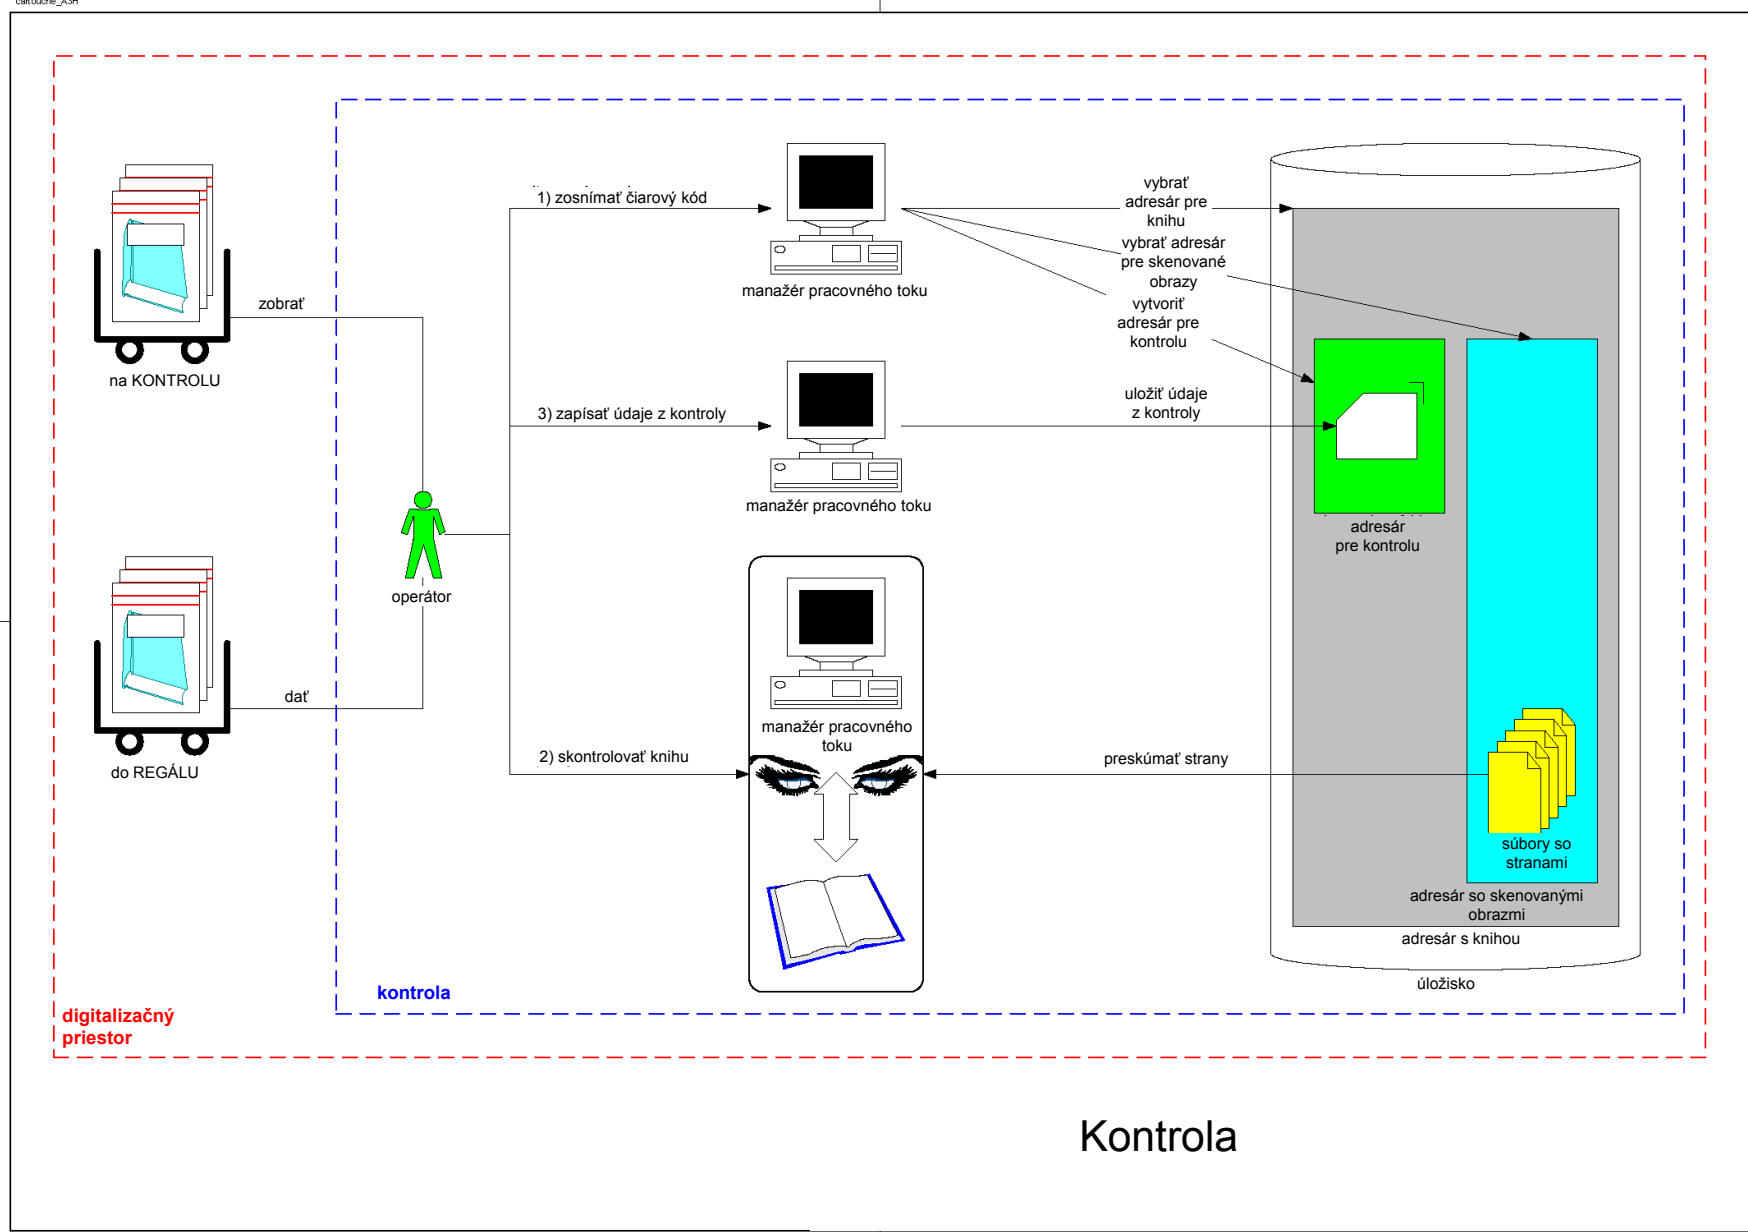 cartouche_A3H
1) zosnímať čiarový kód
manažér pracovného toku
vybrať
adresár pre
knihu
vybrať adresár
pre skenované
obrazy
vytvoriť
adresár pre
kontrolu
zobrať
na KONTROLU
3) zapísať údaje z kontroly
manažér pracovného toku
uložiť údaje
z kontroly
adresár
pre kontrolu
operátor
dať
do REGÁLU
2) skontrolovať knihu
manažér pracovného
toku
preskúmať strany
súbory so
stranami
adresár so skenovanými
obrazmi
adresár s knihou
úložisko
kontrola
digitalizačný
priestor
Kontrola